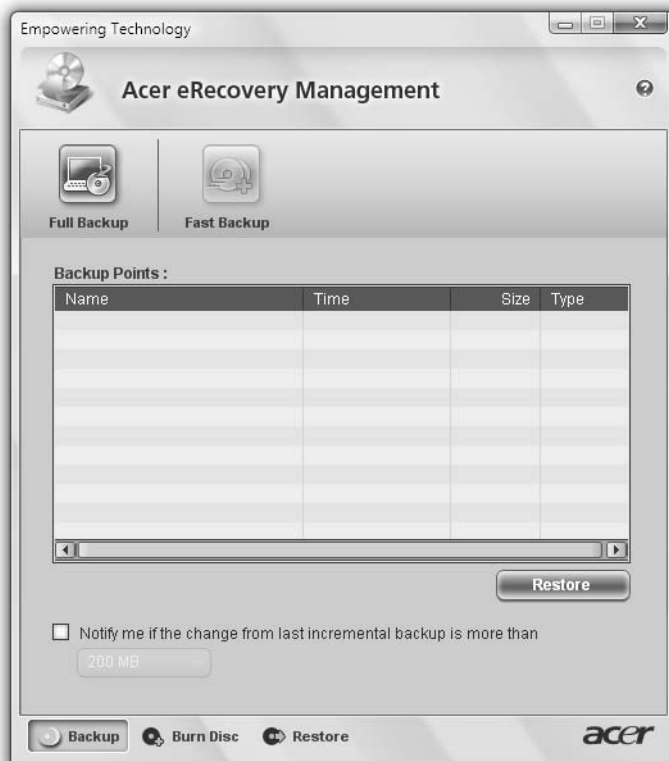 Empowering Technology
Acer eRecovery Management
Full Backup
Fast Backup
Backup Points :
Name Time Size Type
Restore
Notify me if the change from last incremental backup is more than
200 MB
Backup Burn Disc Restore acer